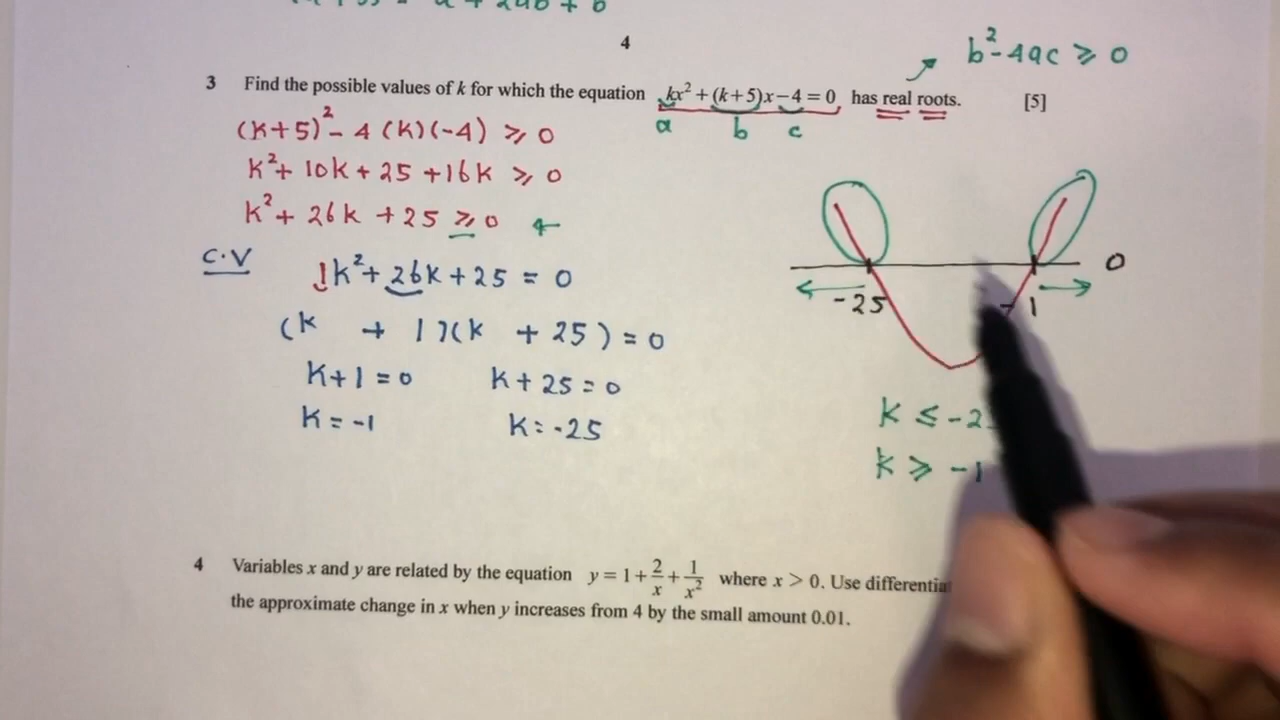 4
b²-4ac ⩾ 0
3 Find the possible values of k for which the equation kx² + (k+5)x − 4 = 0 has real roots. [5]
a b c
(k+5)² - 4 (k)(-4) ⩾ 0
k² + 10k + 25 + 16k ⩾ 0
k² + 26k + 25 ⩾ 0
C.V
1k² + 26k + 25 = 0
(k + 1)(k + 25) = 0
k+1 = 0 k + 25 = 0
k = -1 k = -25
-25 -1 0
k ≤ -2
k ⩾ -1
4 Variables x and y are related by the equation y = 1 + 2/x + 1/x² where x > 0. Use
the approximate change in x when y increases from 4 by the small amount 0.01.